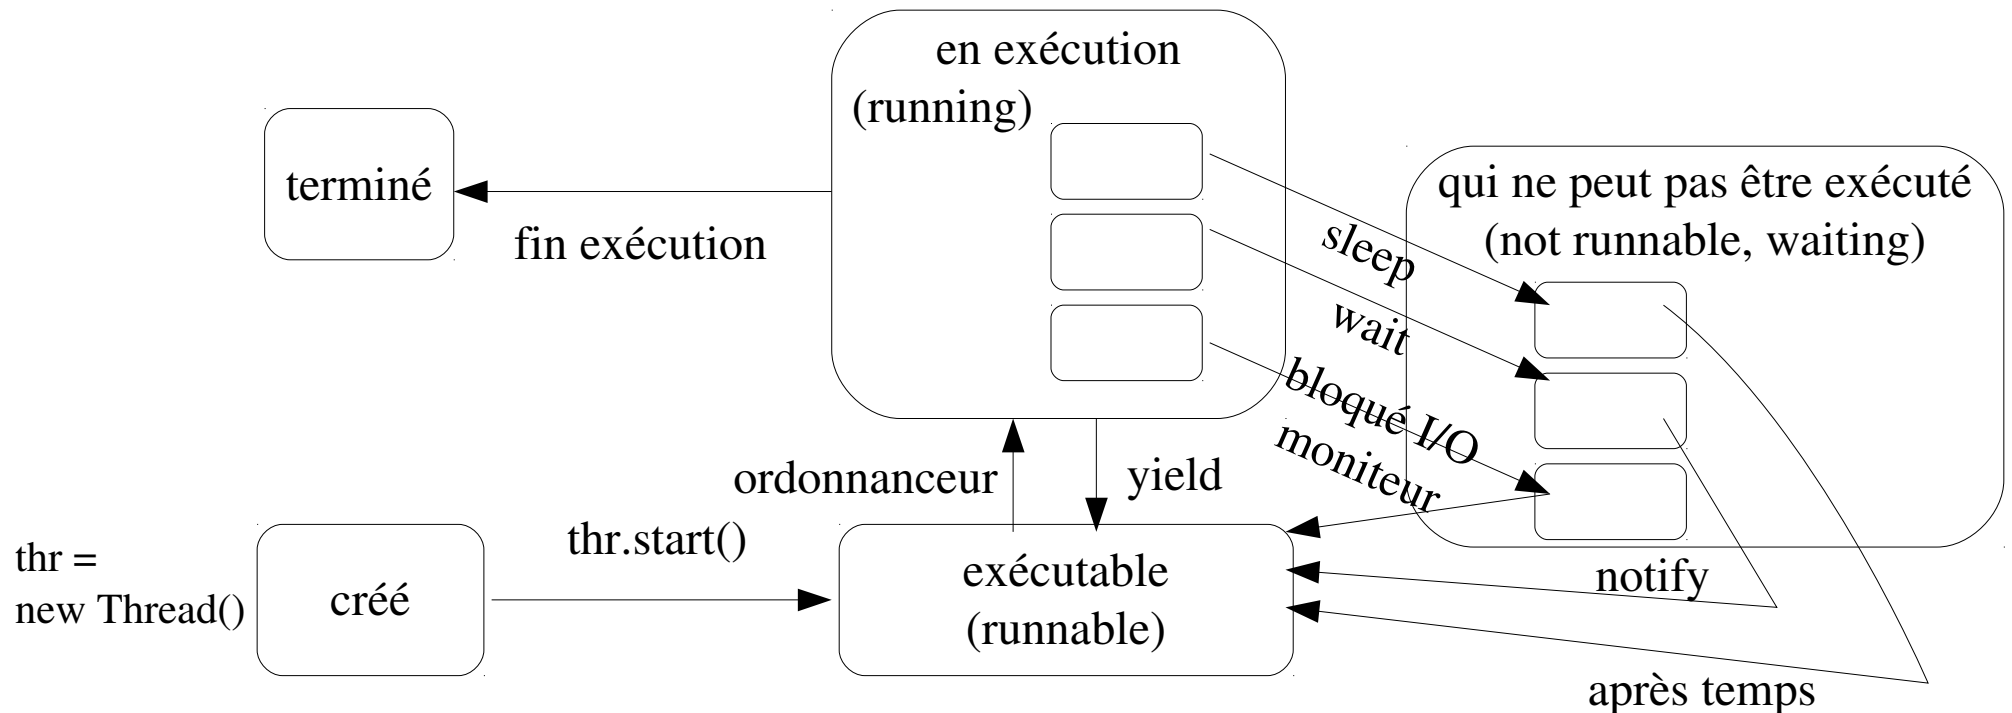 en exécution
(running)
terminé
fin exécution
qui ne peut pas être exécuté
(not runnable, waiting)
sleep
wait
bloqué I/O
moniteur
ordonnanceur
yield
thr =
new Thread()
créé
thr.start()
exécutable
(runnable)
notify
après temps